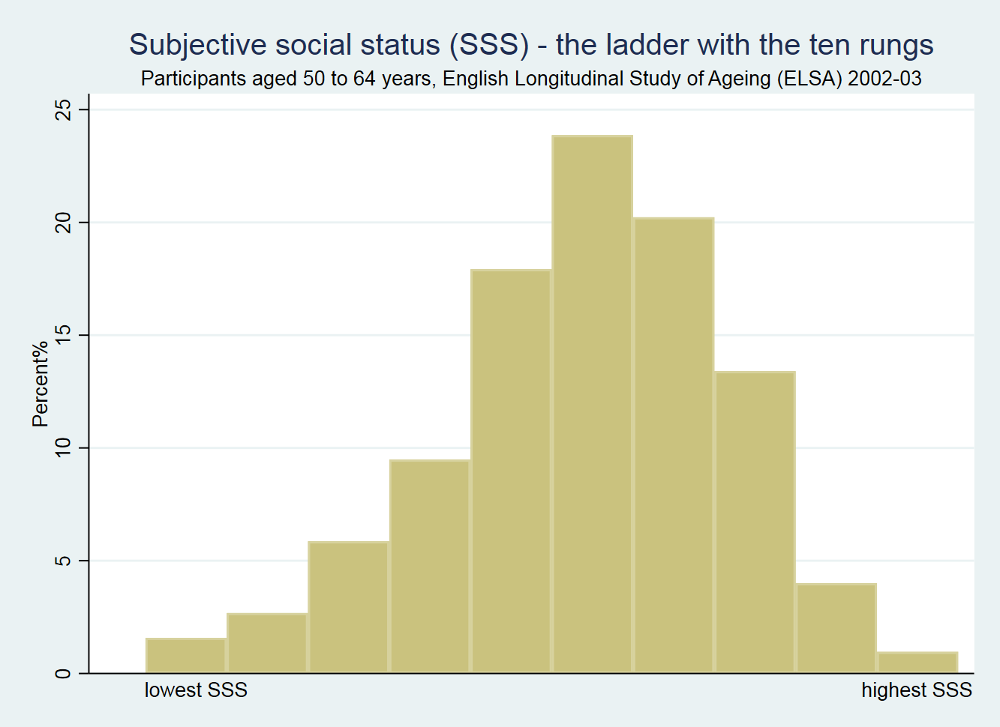 Subjective social status (SSS) - the ladder with the ten rungs
Participants aged 50 to 64 years, English Longitudinal Study of Ageing (ELSA) 2002-03
25
20
15
10
5
0
Percent%
lowest SSS
highest SSS